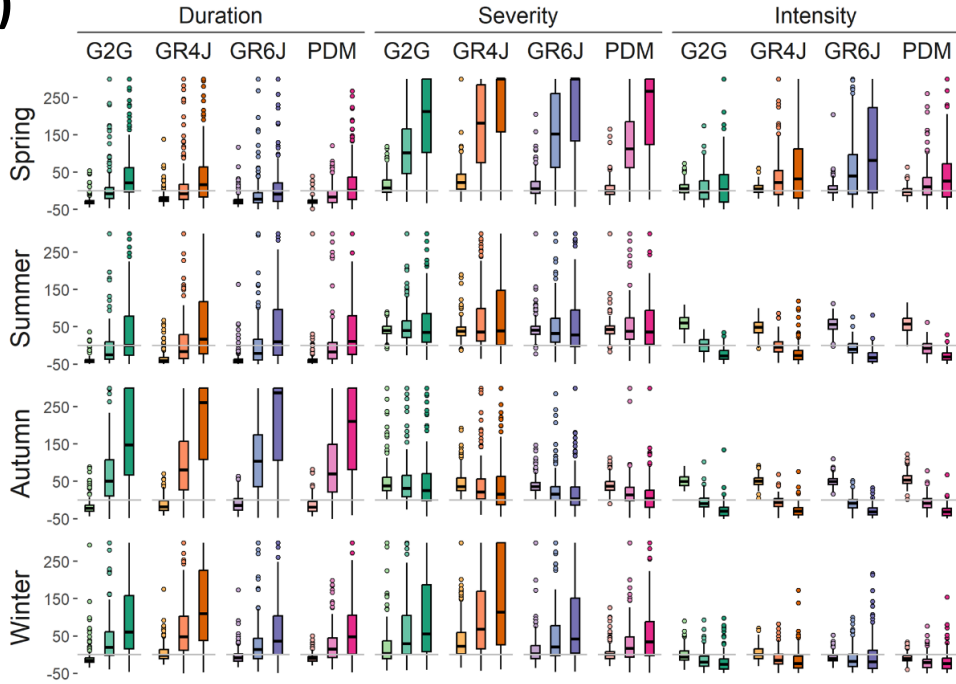 )
Duration Severity Intensity
G2G GR4J GR6J PDM G2G GR4J GR6J PDM G2G GR4J GR6J PDM
Spring
250
150
50
-50
Summer
250
150
50
-50
Autumn
250
150
50
-50
Winter
250
150
50
-50